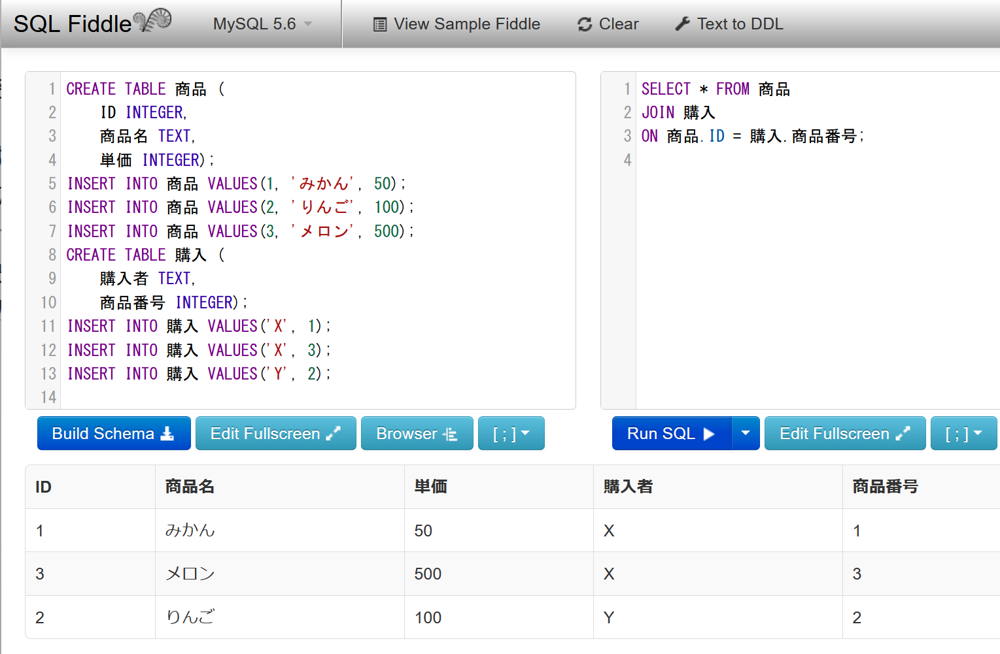 SQL Fiddle
MySQL 5.6
View Sample Fiddle
Clear
Text to DDL
1 CREATE TABLE 商品 (
2 ID INTEGER,
3 商品名 TEXT,
4 単価 INTEGER);
5 INSERT INTO 商品 VALUES(1, 'みかん', 50);
6 INSERT INTO 商品 VALUES(2, 'りんご', 100);
7 INSERT INTO 商品 VALUES(3, 'メロン', 500);
8 CREATE TABLE 購入 (
9 購入者 TEXT,
10 商品番号 INTEGER);
11 INSERT INTO 購入 VALUES('X', 1);
12 INSERT INTO 購入 VALUES('X', 3);
13 INSERT INTO 購入 VALUES('Y', 2);
14
1 SELECT * FROM 商品
2 JOIN 購入
3 ON 商品.ID = 購入.商品番号;
4
Build Schema
Edit Fullscreen
Browser
[ ; ]
Run SQL
Edit Fullscreen
[ ; ]
ID 商品名 単価 購入者 商品番号
1 みかん 50 X 1
3 メロン 500 X 3
2 りんご 100 Y 2